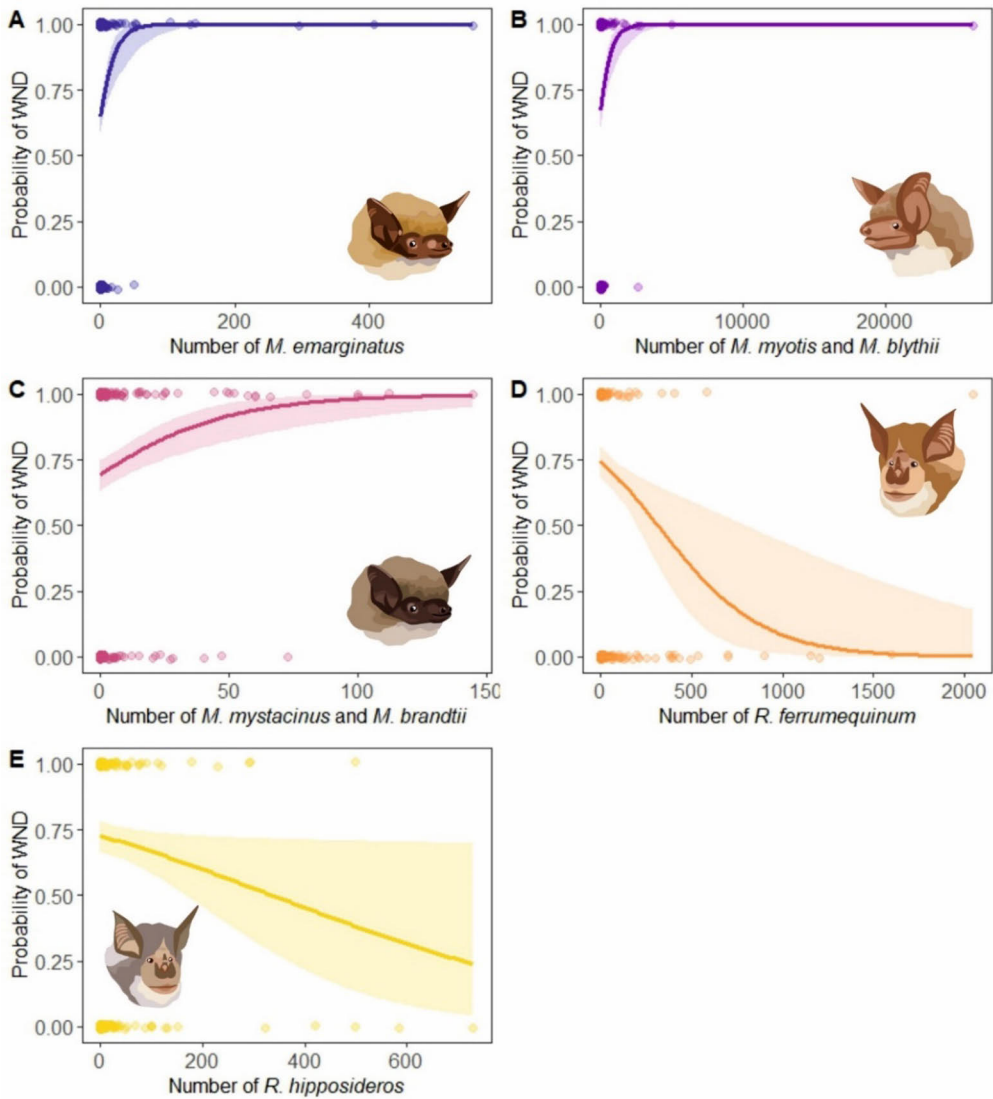 A
Probability of WND
1.00
0.75
0.50
0.25
0.00
0
200
400
Number of M. emarginatus
B
Probability of WND
1.00
0.75
0.50
0.25
0.00
0
10000
20000
Number of M. myotis and M. blythii
C
Probability of WND
1.00
0.75
0.50
0.25
0.00
0
50
100
150
Number of M. mystacinus and M. brandtii
D
Probability of WND
1.00
0.75
0.50
0.25
0.00
0
500
1000
1500
2000
Number of R. ferrumequinum
E
Probability of WND
1.00
0.75
0.50
0.25
0.00
0
200
400
600
Number of R. hipposideros